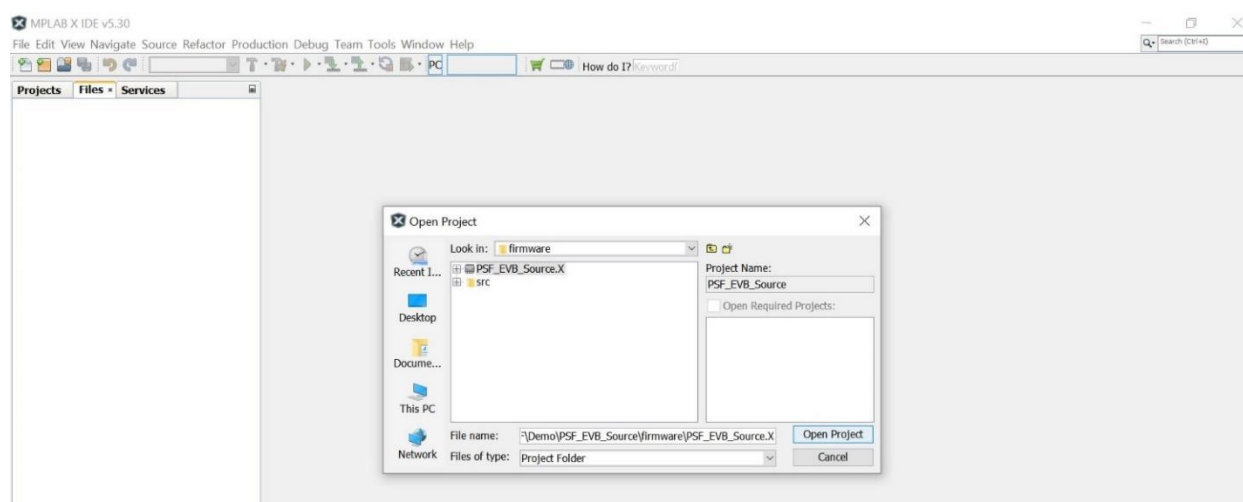 MPLAB X IDE v5.30
File Edit View Navigate Source Refactor Production Debug Team Tools Window Help
Search (Ctrl+I)
PC
How do I? Keyword(
Projects Files × Services
Open Project
Look in: firmware
Recent I...
PSF_EVB_Source.X
src
Project Name:
PSF_EVB_Source
Open Required Projects:
Desktop
Docume...
This PC
Network
File name: \Demo\PSF_EVB_Source\firmware\PSF_EVB_Source.X Open Project
Files of type: Project Folder Cancel